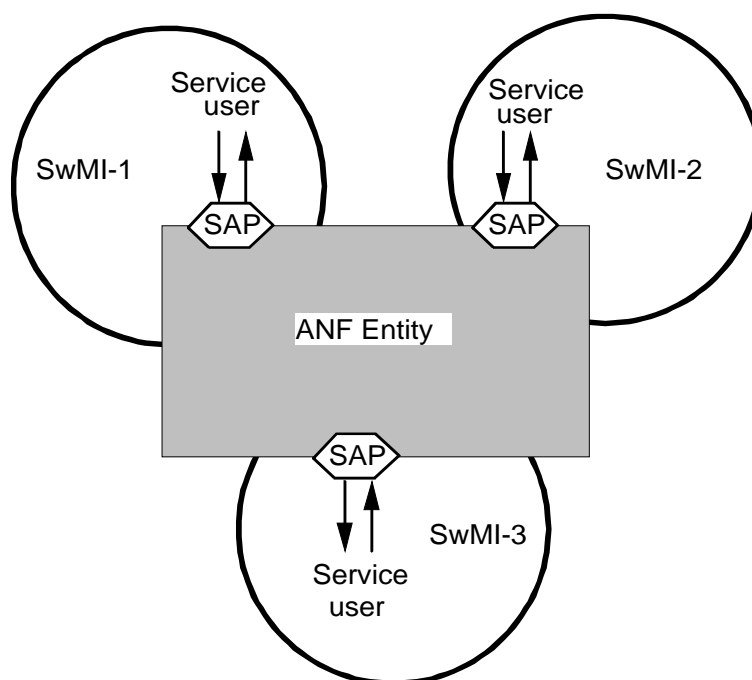 Service
user
SwMI-1
SAP
Service
user
SwMI-2
SAP
ANF Entity
SAP
SwMI-3
Service
user